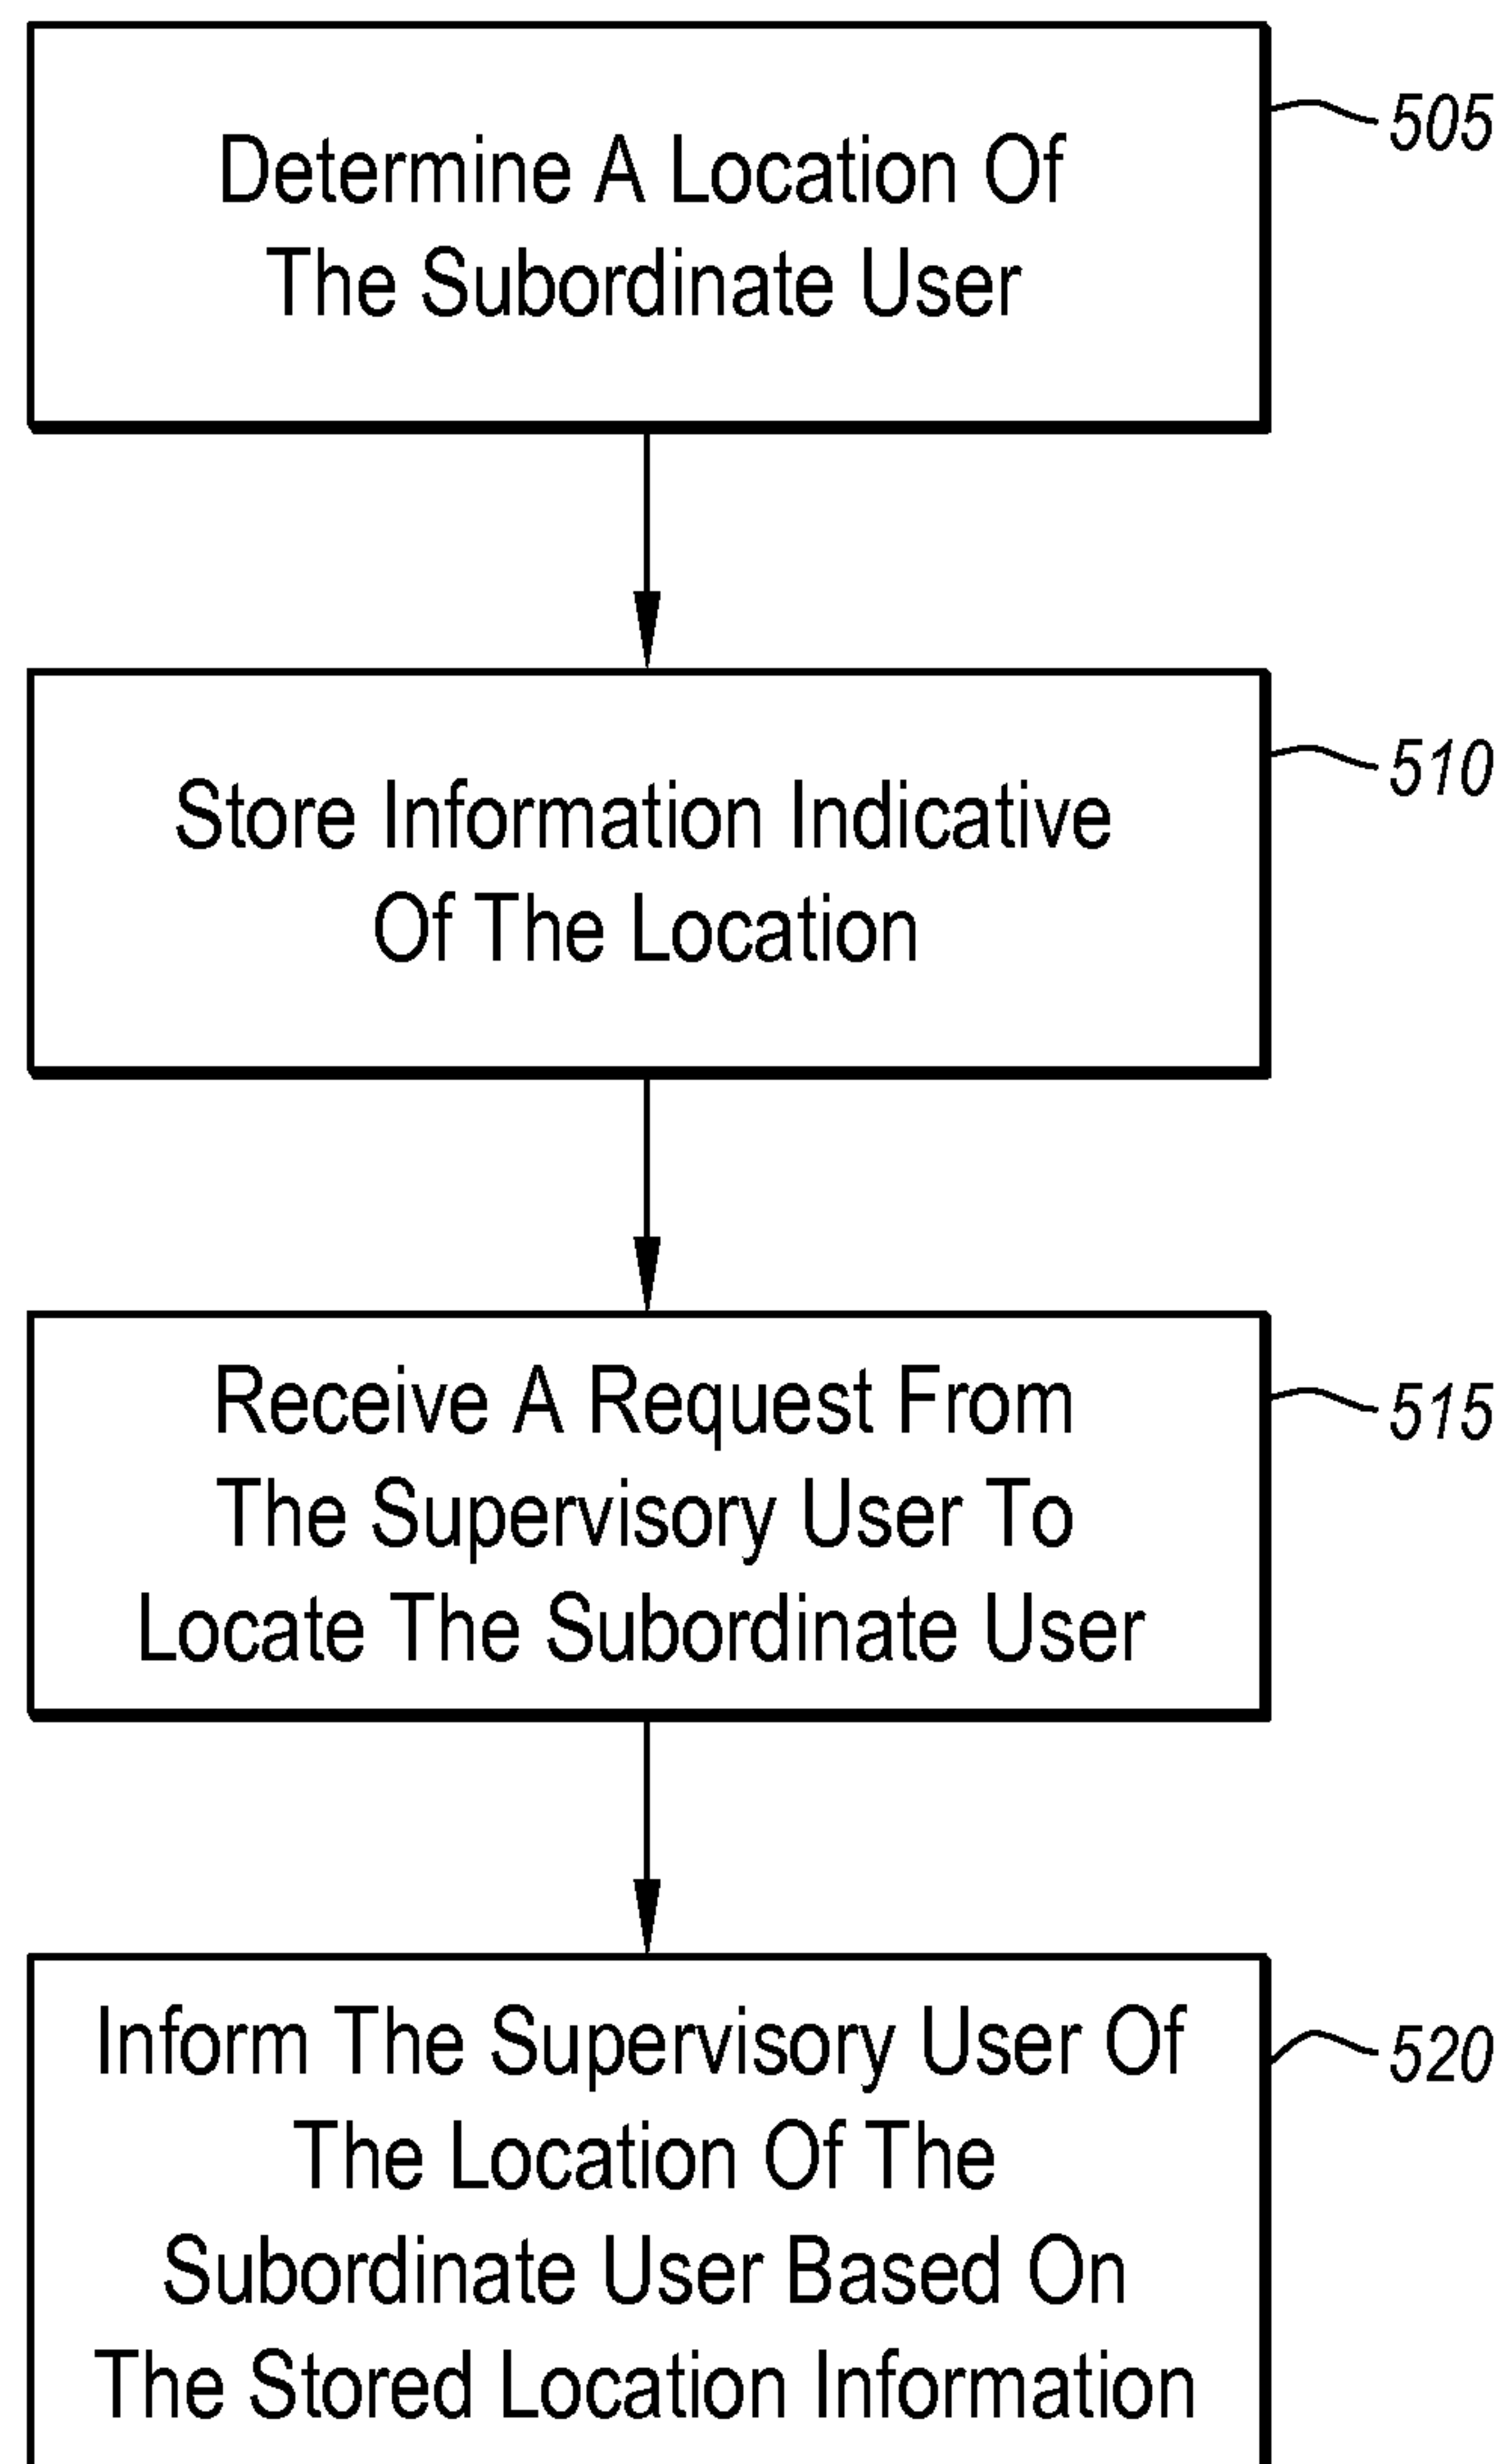 Determine A Location Of
The Subordinate User
505
Store Information Indicative
Of The Location
510
Receive A Request From
The Supervisory User To
Locate The Subordinate User
515
Inform The Supervisory User Of
The Location Of The
Subordinate User Based On
The Stored Location Information
520